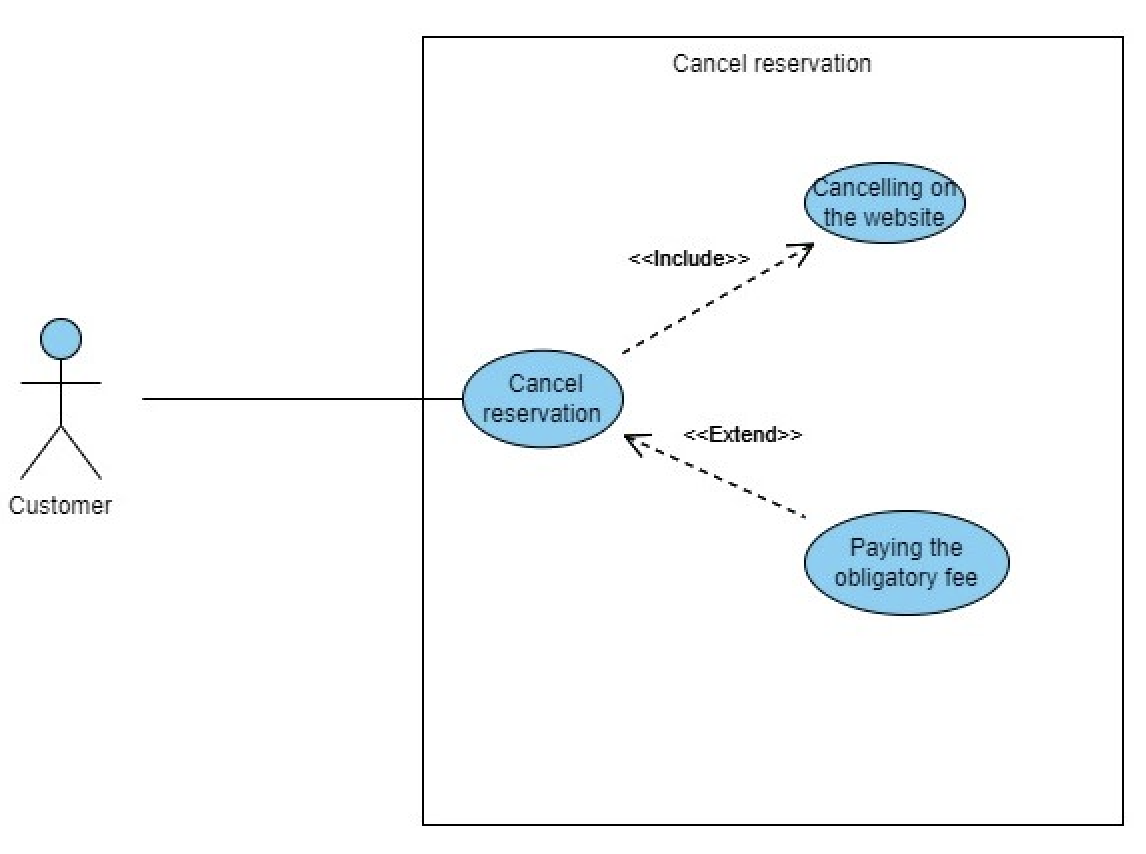 Cancel reservation
Cancelling on
the website
<<Include>>
Cancel
reservation
<<Extend>>
Customer
Paying the
obligatory fee